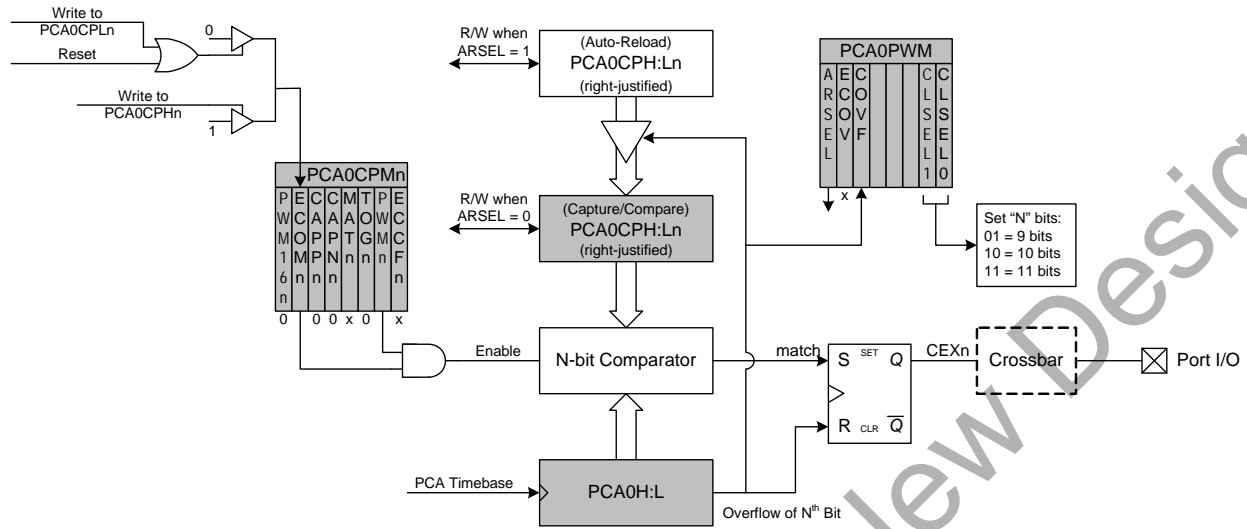 Write to
PCA0CPLn
Reset
0
Write to
PCA0CPHn
1
R/W when
ARSEL = 1
(Auto-Reload)
PCA0CPH:Ln
(right-justified)
PCA0PWM
ARSEL
ECOV
COVF
CLSEL1
CLSEL0
x
Set “N” bits:
01 = 9 bits
10 = 10 bits
11 = 11 bits
PCA0CPMn
PWM16n
ECOMn
CAPPn
CAPNn
MATn
TOGn
PWMn
ECCFn
0 0 0 x 0 x
R/W when
ARSEL = 0
(Capture/Compare)
PCA0CPH:Ln
(right-justified)
Enable
N-bit Comparator
match
S SET Q
R CLR Q
CEXn
Crossbar
Port I/O
PCA Timebase
PCA0H:L
Overflow of Nth Bit
New Design